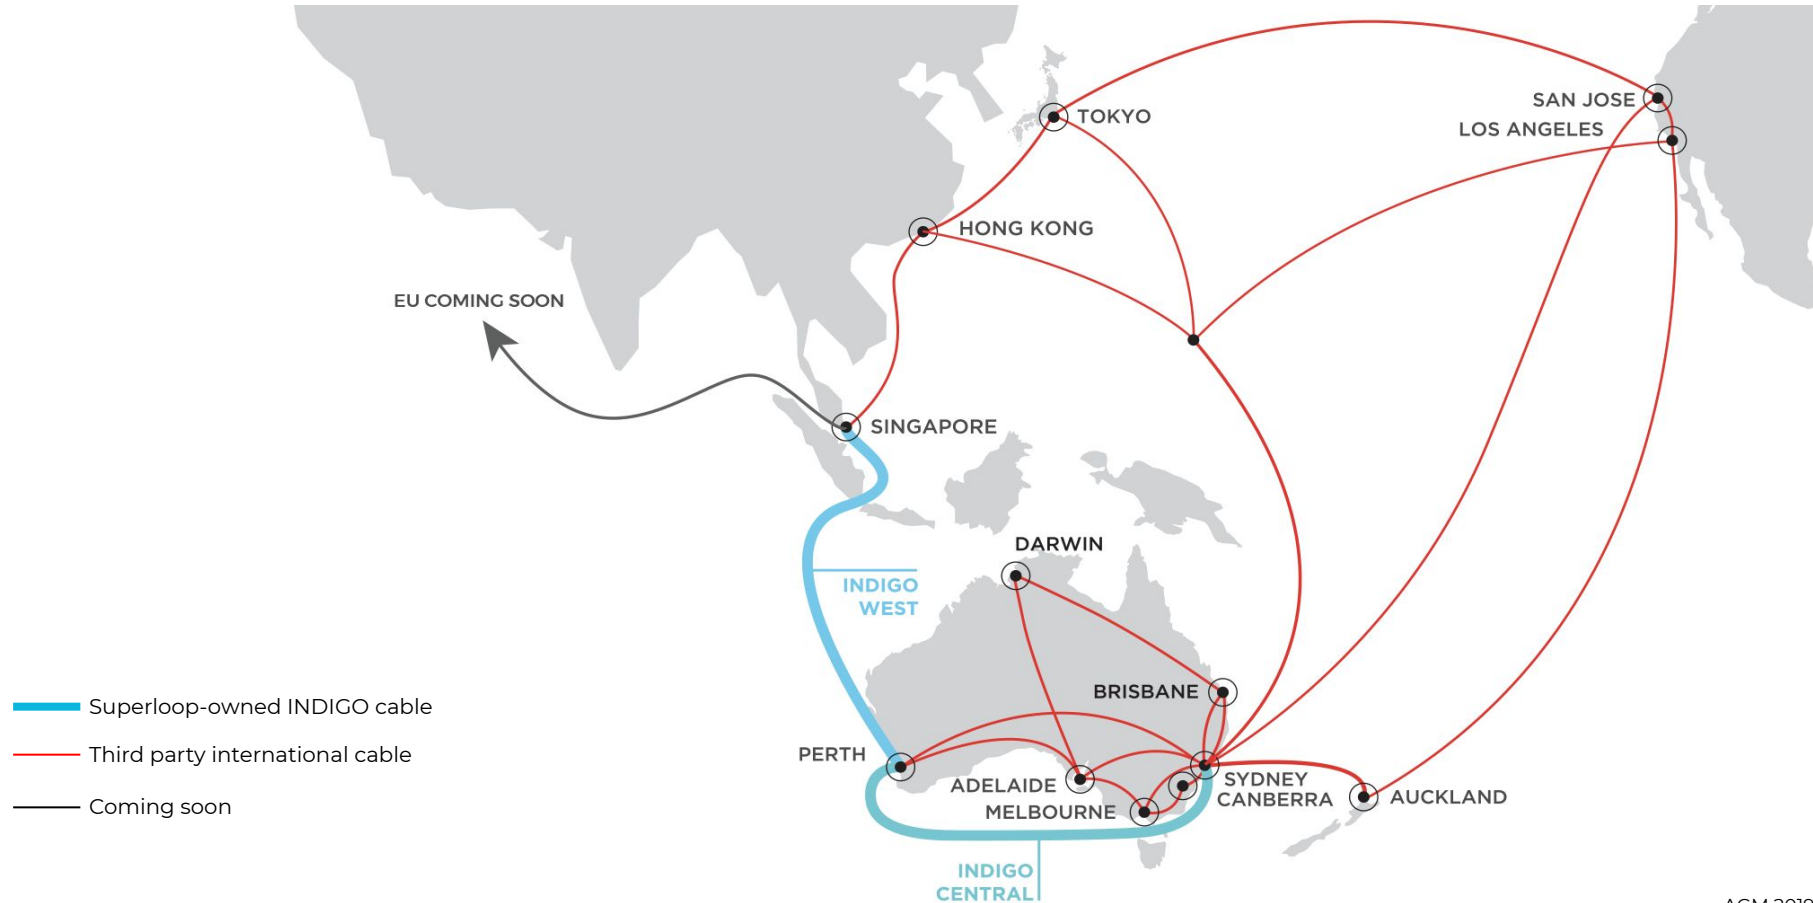 SAN JOSE
TOKYO
LOS ANGELES
HONG KONG
EU COMING SOON
SINGAPORE
DARWIN
INDIGO
WEST
BRISBANE
Superloop-owned INDIGO cable
Third party international cable
Coming soon
PERTH
ADELAIDE
SYDNEY
CANBERRA
MELBOURNE
AUCKLAND
INDIGO
CENTRAL